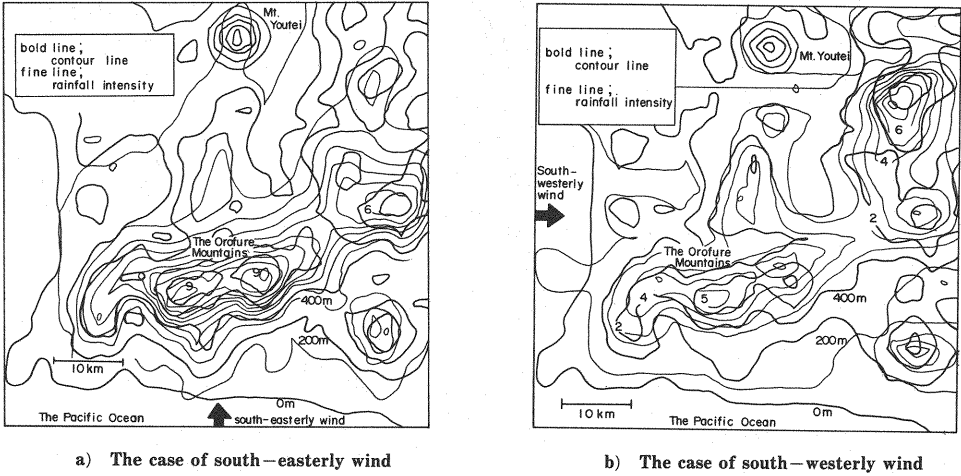 Mt.
Youtei
bold line;
contour line
fine line;
rainfall intensity
6
The Orofure
Mountains
9
9
400m
200m
10 km
0m
The Pacific Ocean
south-easterly wind
a) The case of south-easterly wind
Mt. Youtei
bold line;
contour line
fine line;
rainfall intensity
6
4
South-
westerly
wind
2
The Orofure
Mountains
4
5
400m
2
200m
10 km
0m
The Pacific Ocean
b) The case of south-westerly wind